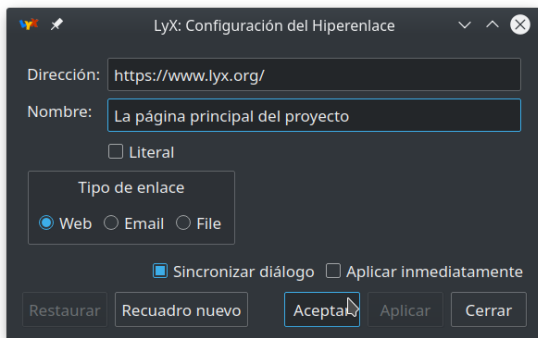 LyX: Configuración del Hiperenlace
Dirección: https://www.lyx.org/
Nombre: La página principal del proyecto
Literal
Tipo de enlace
Web Email File
Sincronizar diálogo Aplicar inmediatamente
Restaurar Recuadro nuevo Aceptar Aplicar Cerrar